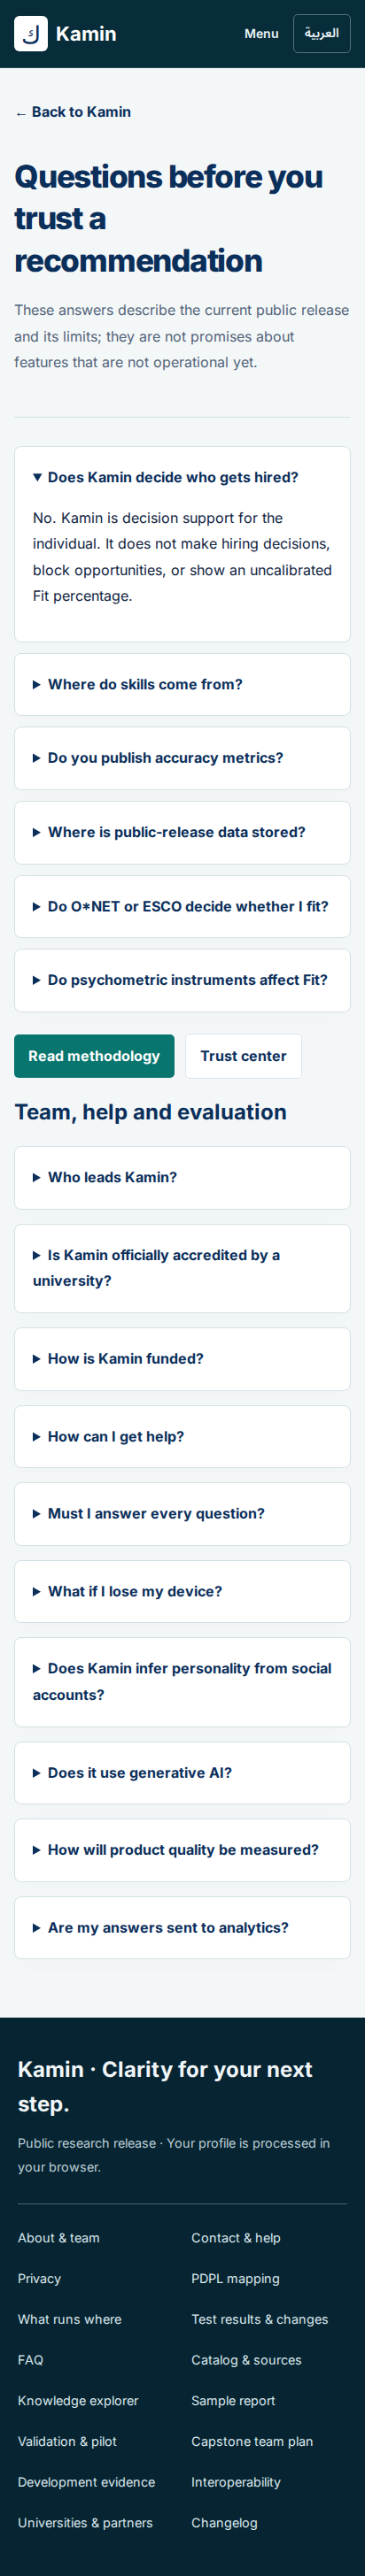 ك Kamin Menu العربية
← Back to Kamin
Questions before you
trust a
recommendation
These answers describe the current public release
and its limits; they are not promises about
features that are not operational yet.
▼ Does Kamin decide who gets hired?
No. Kamin is decision support for the
individual. It does not make hiring decisions,
block opportunities, or show an uncalibrated
Fit percentage.
▶ Where do skills come from?
▶ Do you publish accuracy metrics?
▶ Where is public-release data stored?
▶ Do O*NET or ESCO decide whether I fit?
▶ Do psychometric instruments affect Fit?
Read methodology Trust center
Team, help and evaluation
▶ Who leads Kamin?
▶ Is Kamin officially accredited by a
university?
▶ How is Kamin funded?
▶ How can I get help?
▶ Must I answer every question?
▶ What if I lose my device?
▶ Does Kamin infer personality from social
accounts?
▶ Does it use generative AI?
▶ How will product quality be measured?
▶ Are my answers sent to analytics?
Kamin · Clarity for your next
step.
Public research release · Your profile is processed in
your browser.
About & team Contact & help
Privacy PDPL mapping
What runs where Test results & changes
FAQ Catalog & sources
Knowledge explorer Sample report
Validation & pilot Capstone team plan
Development evidence Interoperability
Universities & partners Changelog